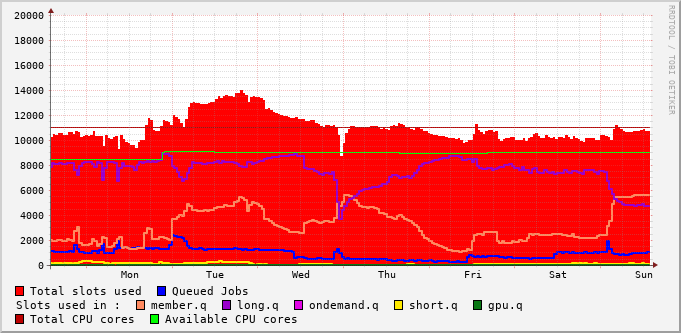 20000
18000
16000
14000
12000
10000
8000
6000
4000
2000
0
Mon Tue Wed Thu Fri Sat Sun
RRDTOOL / TOBI OETIKER
Total slots used Queued Jobs
Slots used in : member.q long.q ondemand.q short.q gpu.q
Total CPU cores Available CPU cores